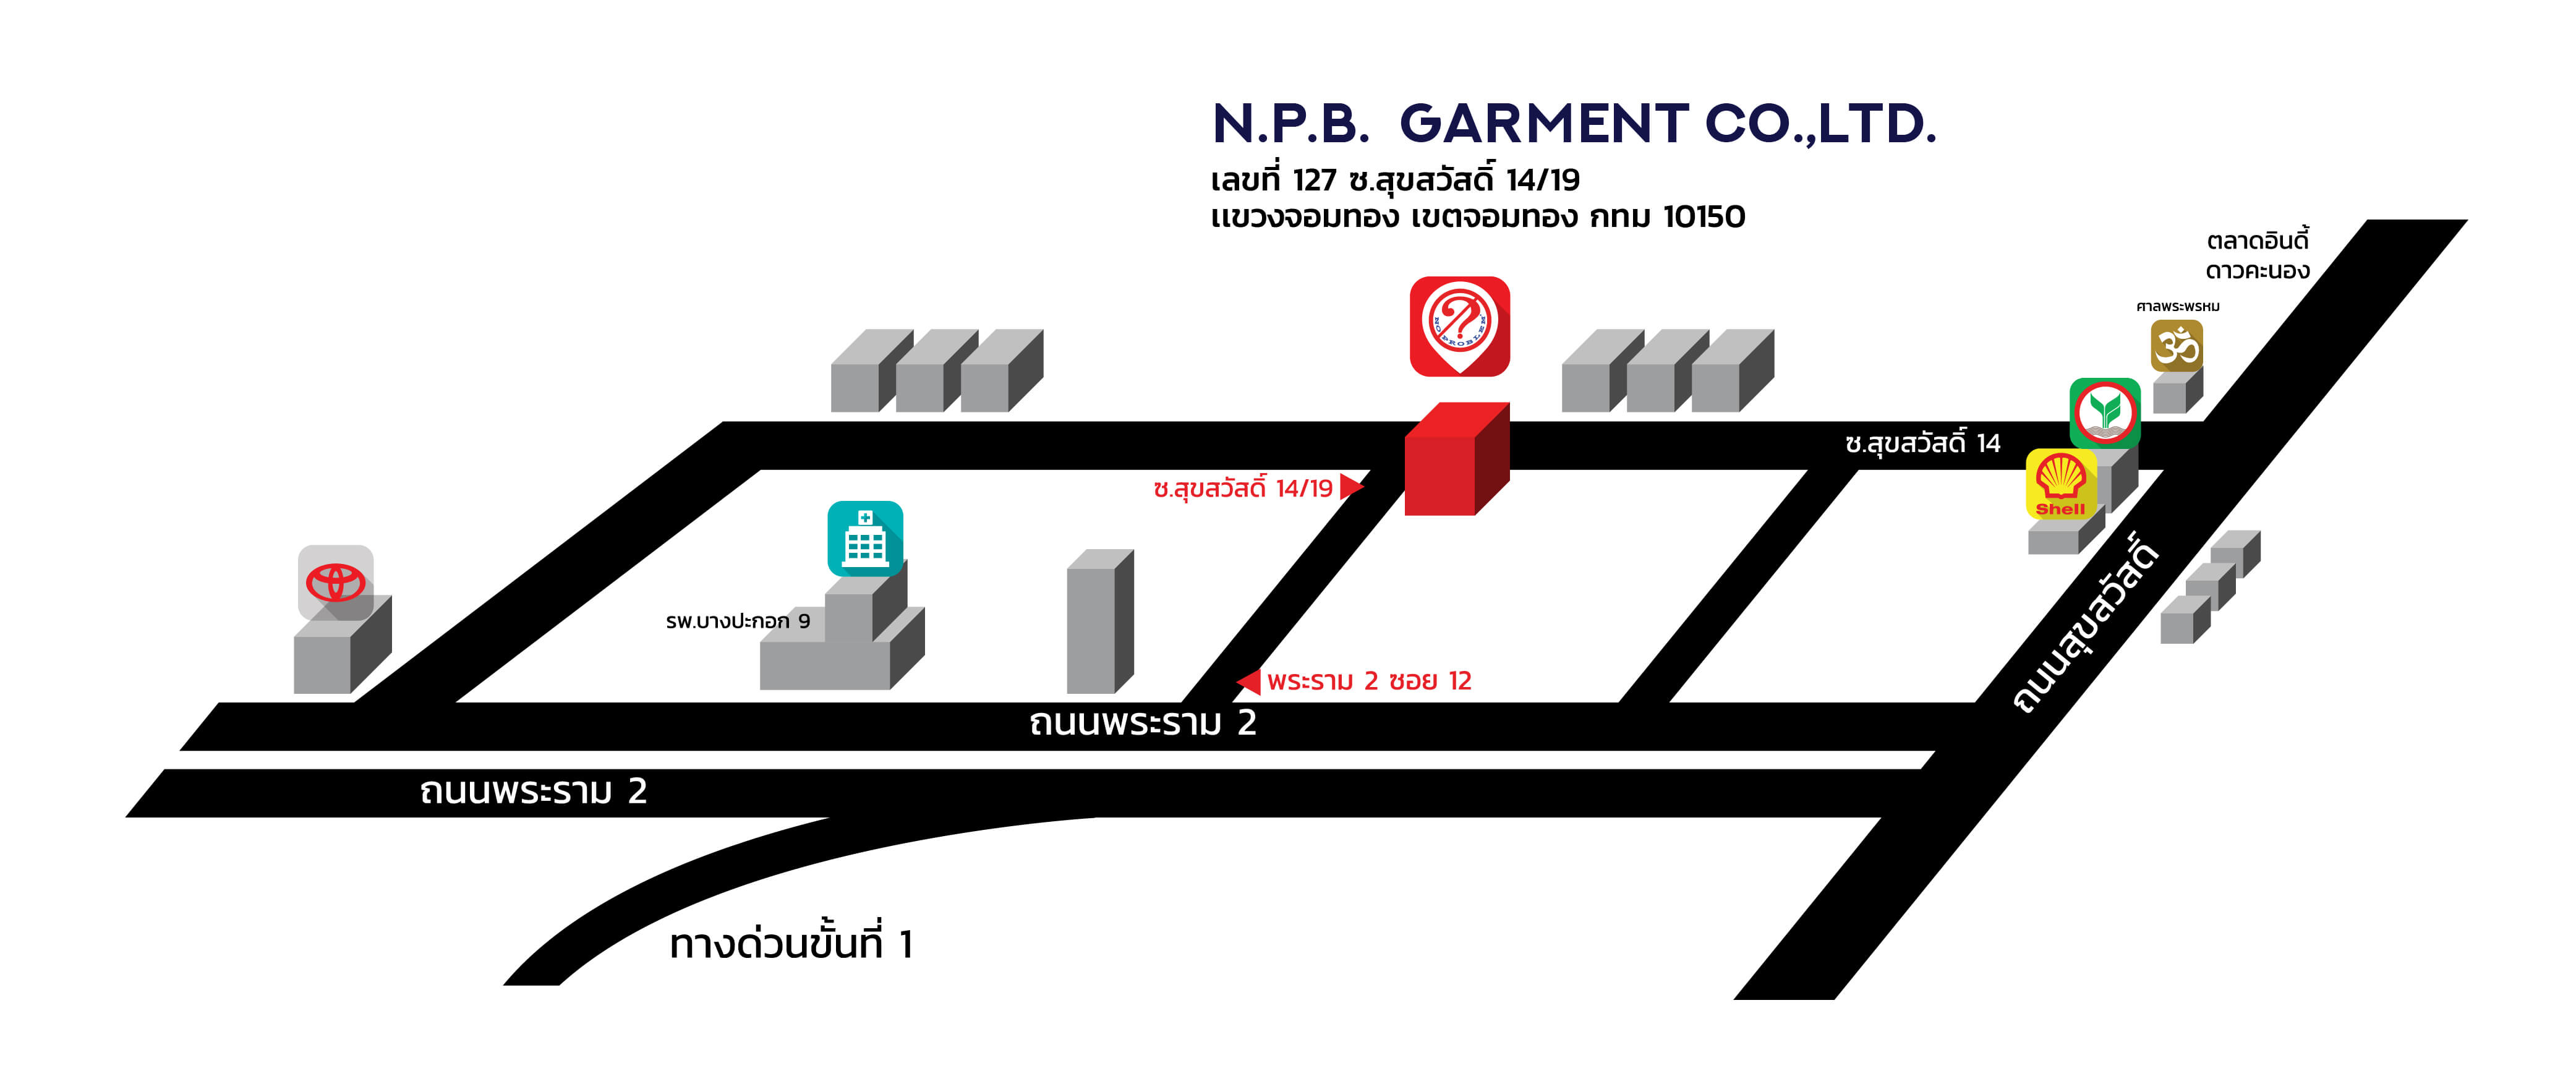 N.P.B. GARMENT CO.,LTD.
เลขที่ 127 ซ.สุขสวัสดิ์ 14/19
แขวงจอมทอง เขตจอมทอง กทม 10150
ตลาดอินดี้
ดาวคะนอง
ศาลพระพรหม
NO PROBLEM
ซ.สุขสวัสดิ์ 14
ซ.สุขสวัสดิ์ 14/19
Shell
รพ.บางปะกอก 9
ถนนสุขสวัสดิ์
พระราม 2 ซอย 12
ถนนพระราม 2
ถนนพระราม 2
ทางด่วนขั้นที่ 1